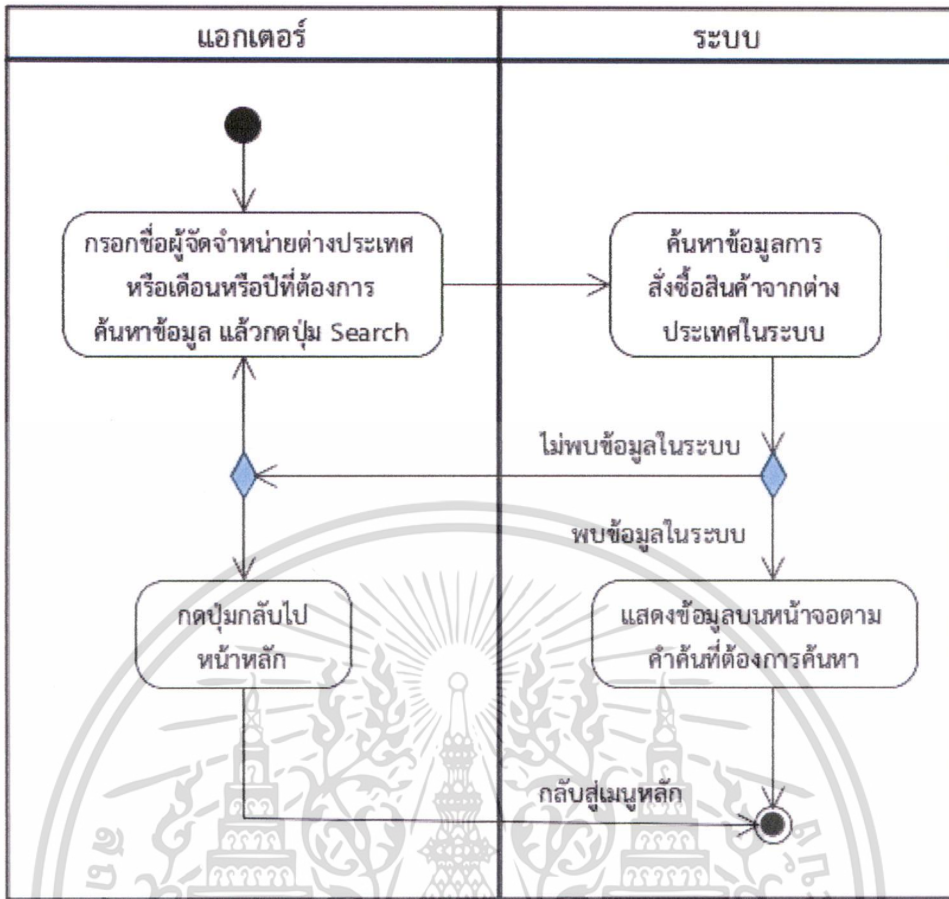 แอกเตอร์
ระบบ
กรอกชื่อผู้จัดจำหน่ายต่างประเทศ
หรือเดือนหรือปีที่ต้องการ
ค้นหาข้อมูล แล้วกดปุ่ม Search
ค้นหาข้อมูลการ
สั่งซื้อสินค้าจากต่าง
ประเทศในระบบ
ไม่พบข้อมูลในระบบ
พบข้อมูลในระบบ
กดปุ่มกลับไป
หน้าหลัก
แสดงข้อมูลบนหน้าจอตาม
คำค้นที่ต้องการค้นหา
กลับสู่เมนูหลัก